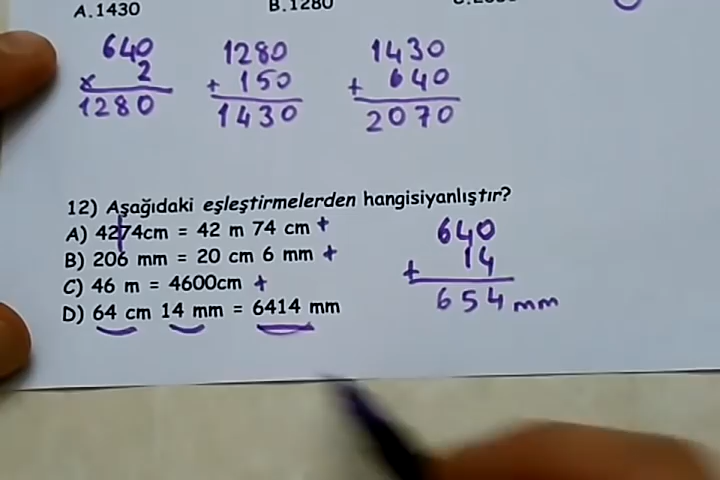 A.1430 B.1280
640 1280 1430
x 2 + 150 + 640
1280 1430 2070
12) Aşağıdaki eşleştirmelerden hangisiyanlıştır?
A) 4274cm = 42 m 74 cm +
B) 206 mm = 20 cm 6 mm +
C) 46 m = 4600cm +
D) 64 cm 14 mm = 6414 mm
640
+ 14
654 mm